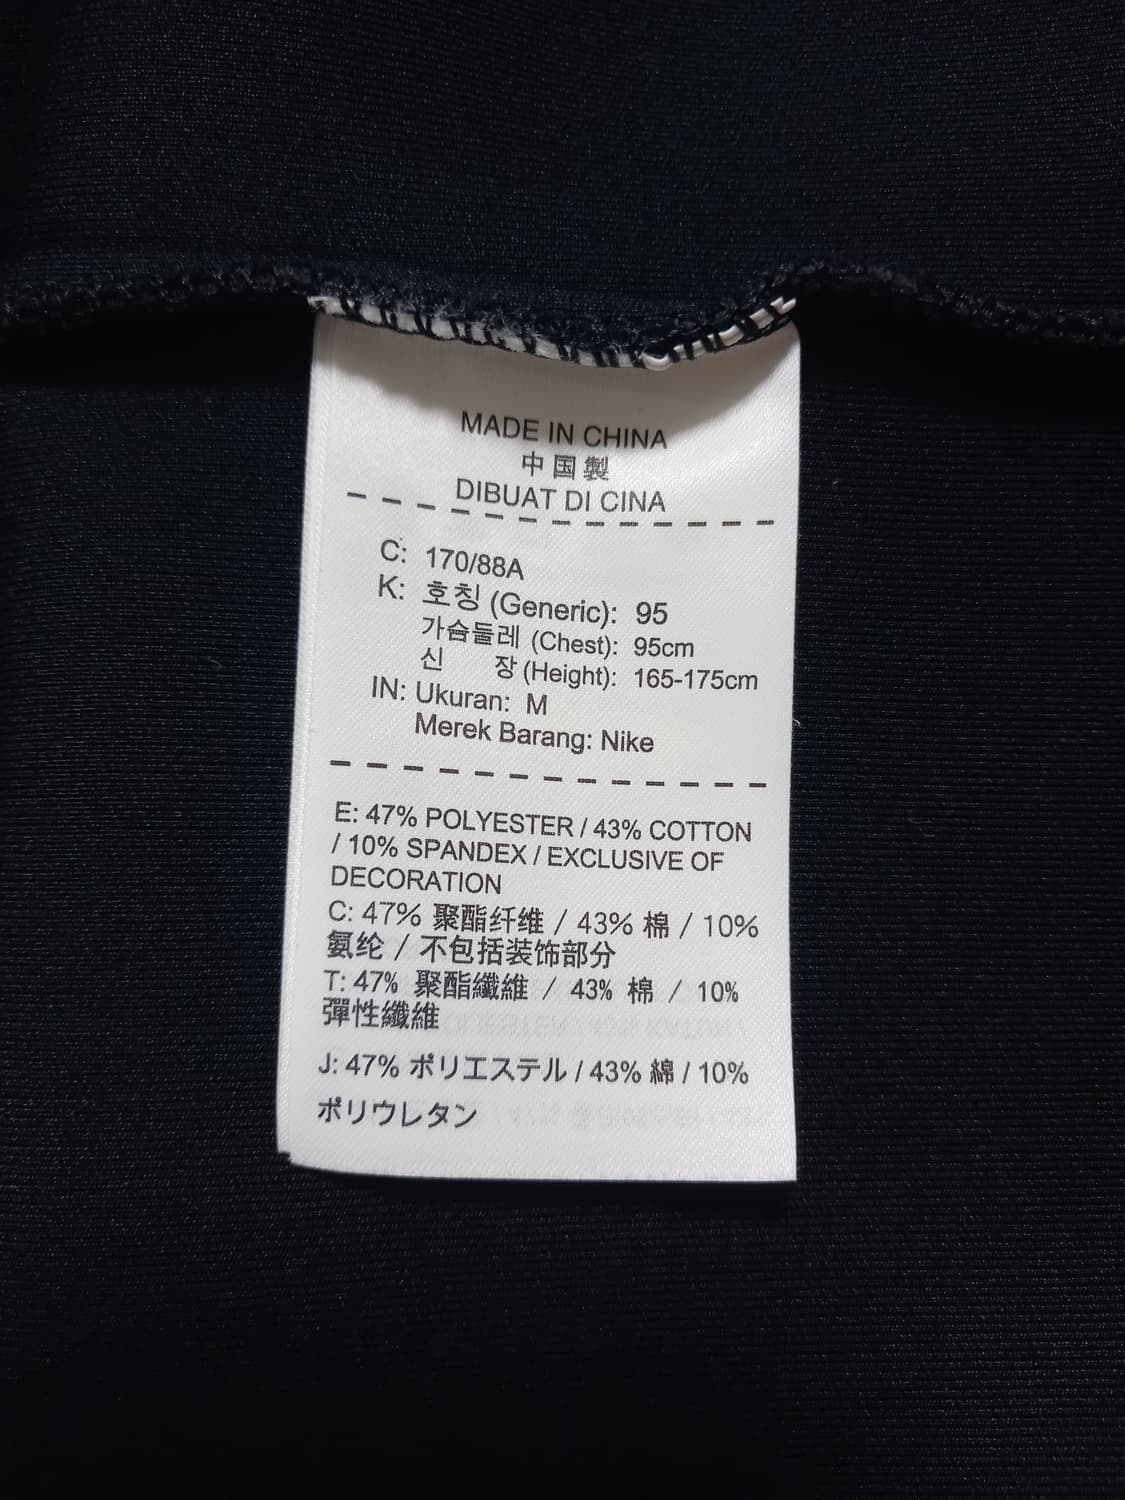 MADE IN CHINA
中国製
DIBUAT DI CINA
C: 170/88A
K: 호칭 (Generic): 95
가슴둘레 (Chest): 95cm
신 장 (Height): 165-175cm
IN: Ukuran: M
Merek Barang: Nike
E: 47% POLYESTER / 43% COTTON
/ 10% SPANDEX / EXCLUSIVE OF
DECORATION
C: 47% 聚酯纤维 / 43% 棉 / 10%
氨纶 / 不包括装饰部分
T: 47% 聚酯纖維 / 43% 棉 / 10%
彈性纖維
J: 47% ポリエステル / 43% 綿 / 10%
ポリウレタン